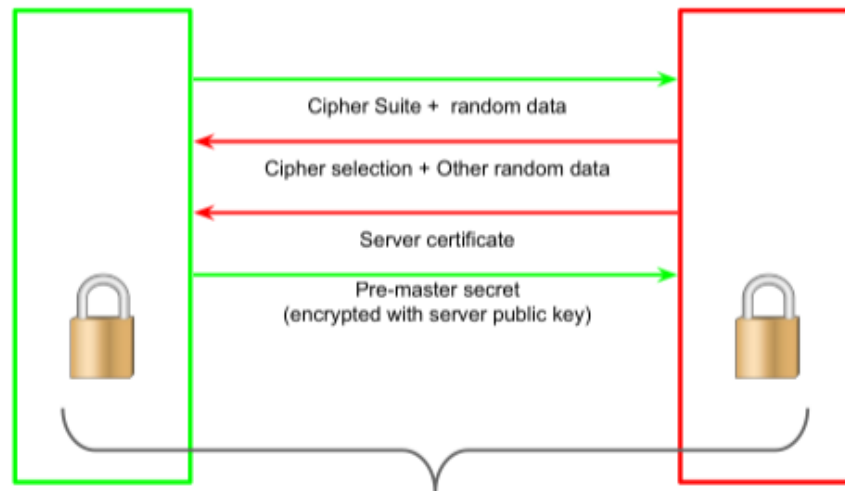 Cipher Suite + random data
Cipher selection + Other random data
Server certificate
Pre-master secret
(encrypted with server public key)